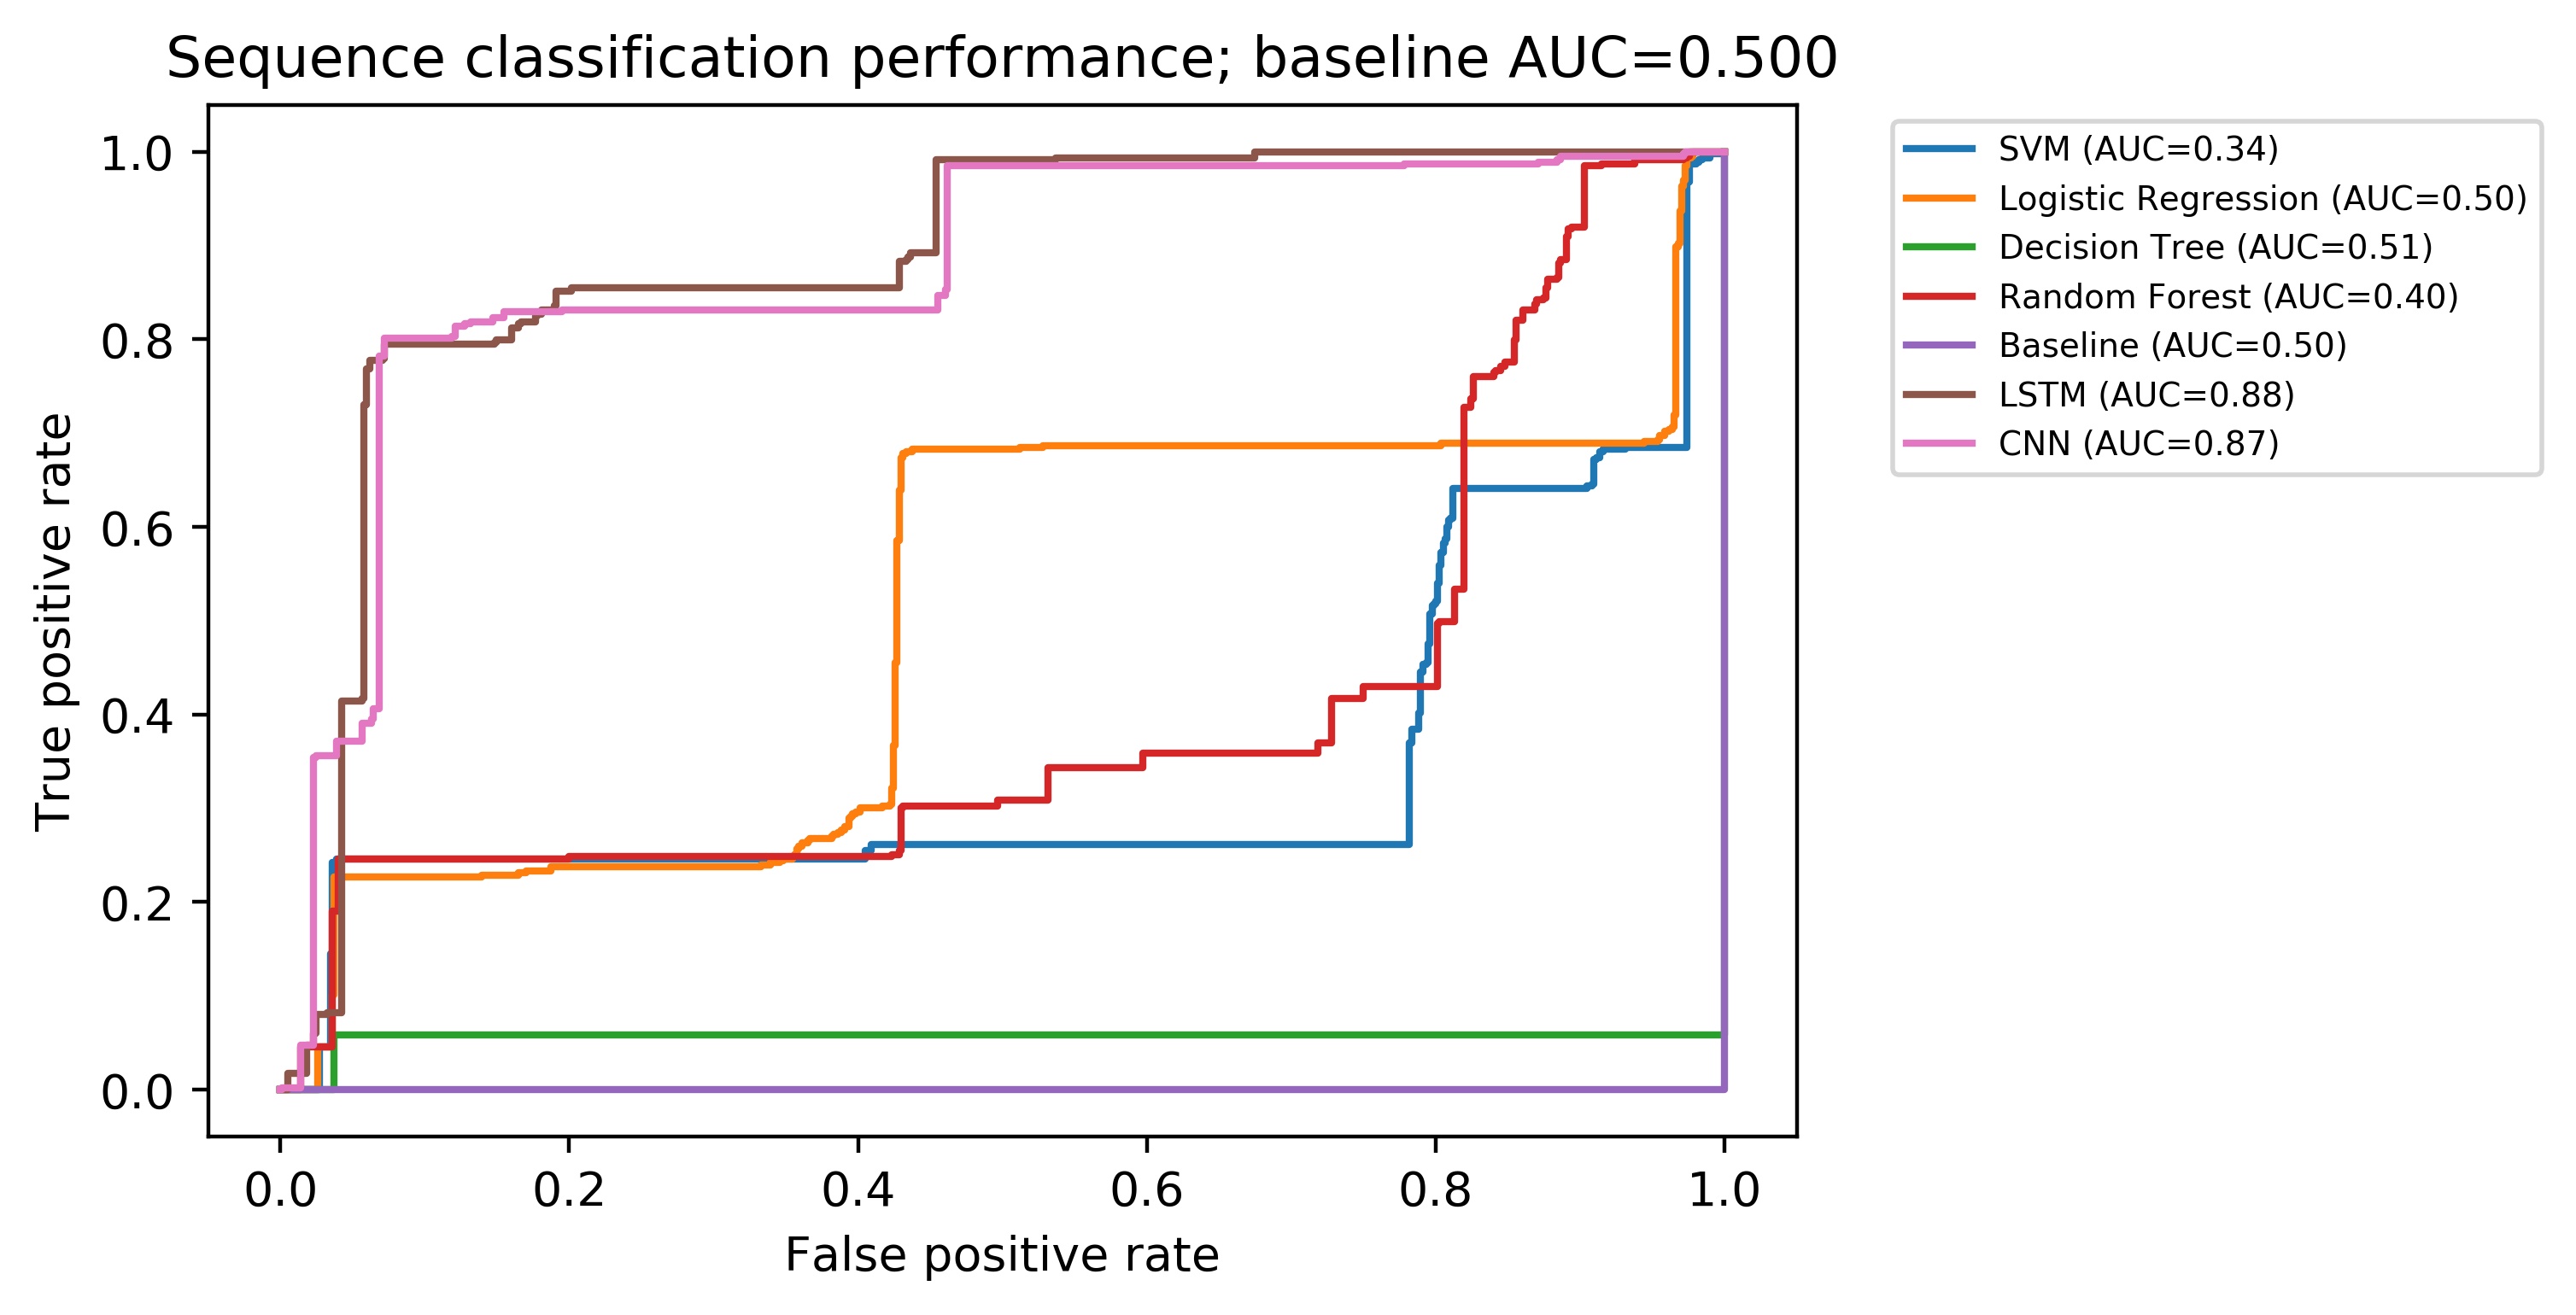 Sequence classification performance; baseline AUC=0.500
1.0
0.8
0.6
0.4
0.2
0.0
True positive rate
0.0 0.2 0.4 0.6 0.8 1.0
False positive rate
SVM (AUC=0.34)
Logistic Regression (AUC=0.50)
Decision Tree (AUC=0.51)
Random Forest (AUC=0.40)
Baseline (AUC=0.50)
LSTM (AUC=0.88)
CNN (AUC=0.87)